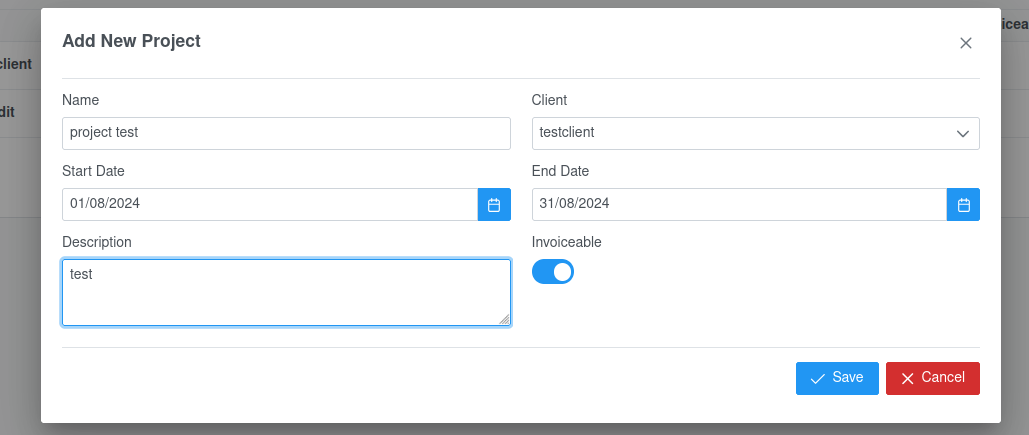 Add New Project
Name
Client
project test
testclient
Start Date
End Date
01/08/2024
31/08/2024
Description
Invoiceable
test
Save
Cancel
client
dit
icea